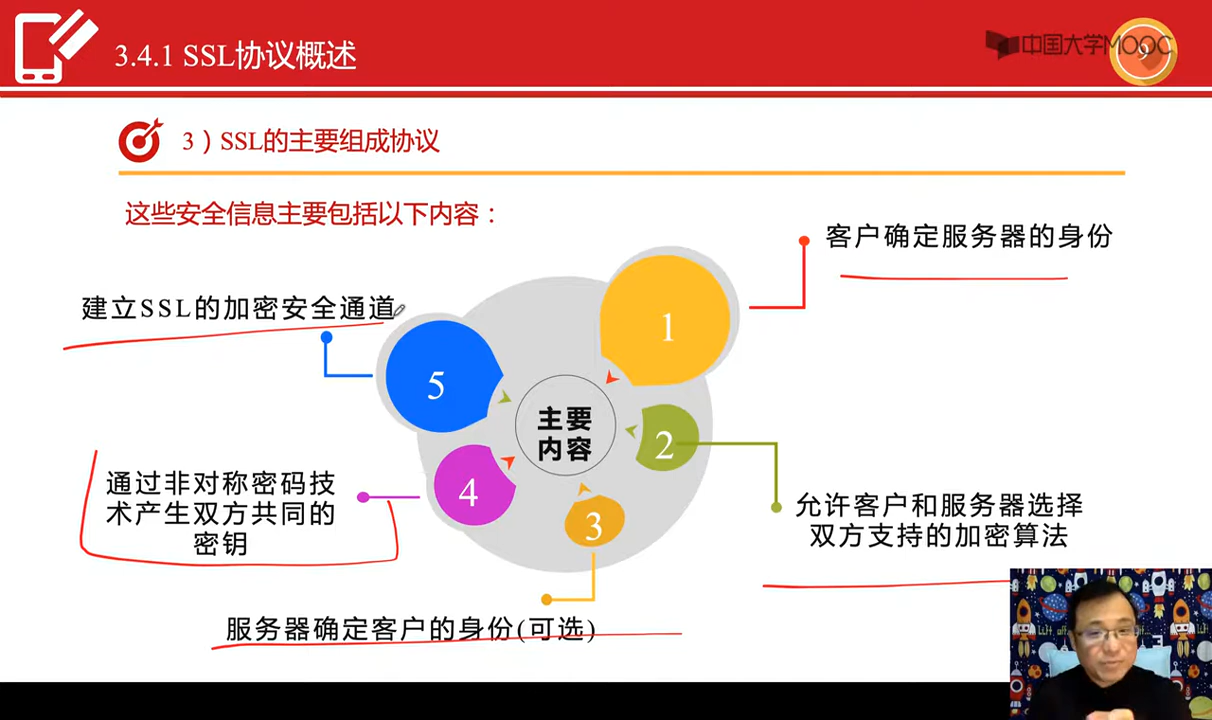 3.4.1 SSL协议概述
中国大学MOOC
9
3）SSL的主要组成协议
这些安全信息主要包括以下内容：
客户确定服务器的身份
建立SSL的加密安全通道
1
5
主要
内容
2
4
通过非对称密码技
术产生双方共同的
密钥
允许客户和服务器选择
双方支持的加密算法
3
服务器确定客户的身份(可选)